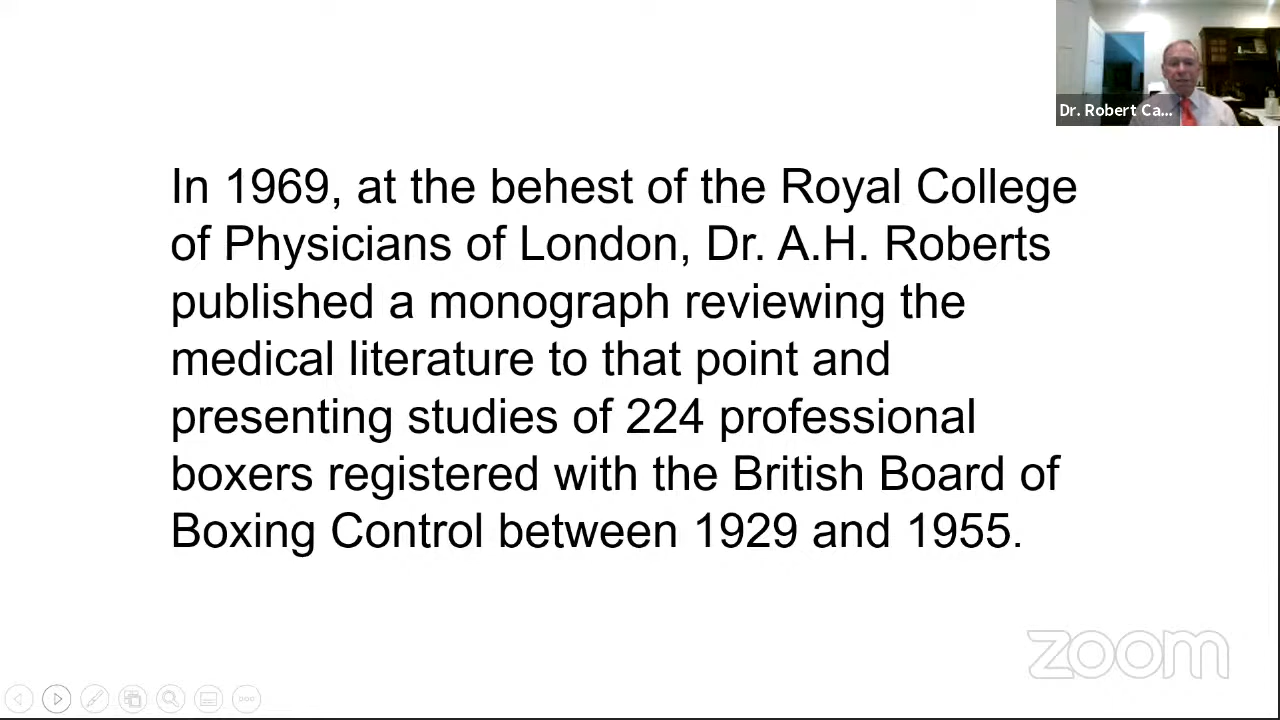 Dr. Robert Ca...
In 1969, at the behest of the Royal College
of Physicians of London, Dr. A.H. Roberts
published a monograph reviewing the
medical literature to that point and
presenting studies of 224 professional
boxers registered with the British Board of
Boxing Control between 1929 and 1955.
zoom